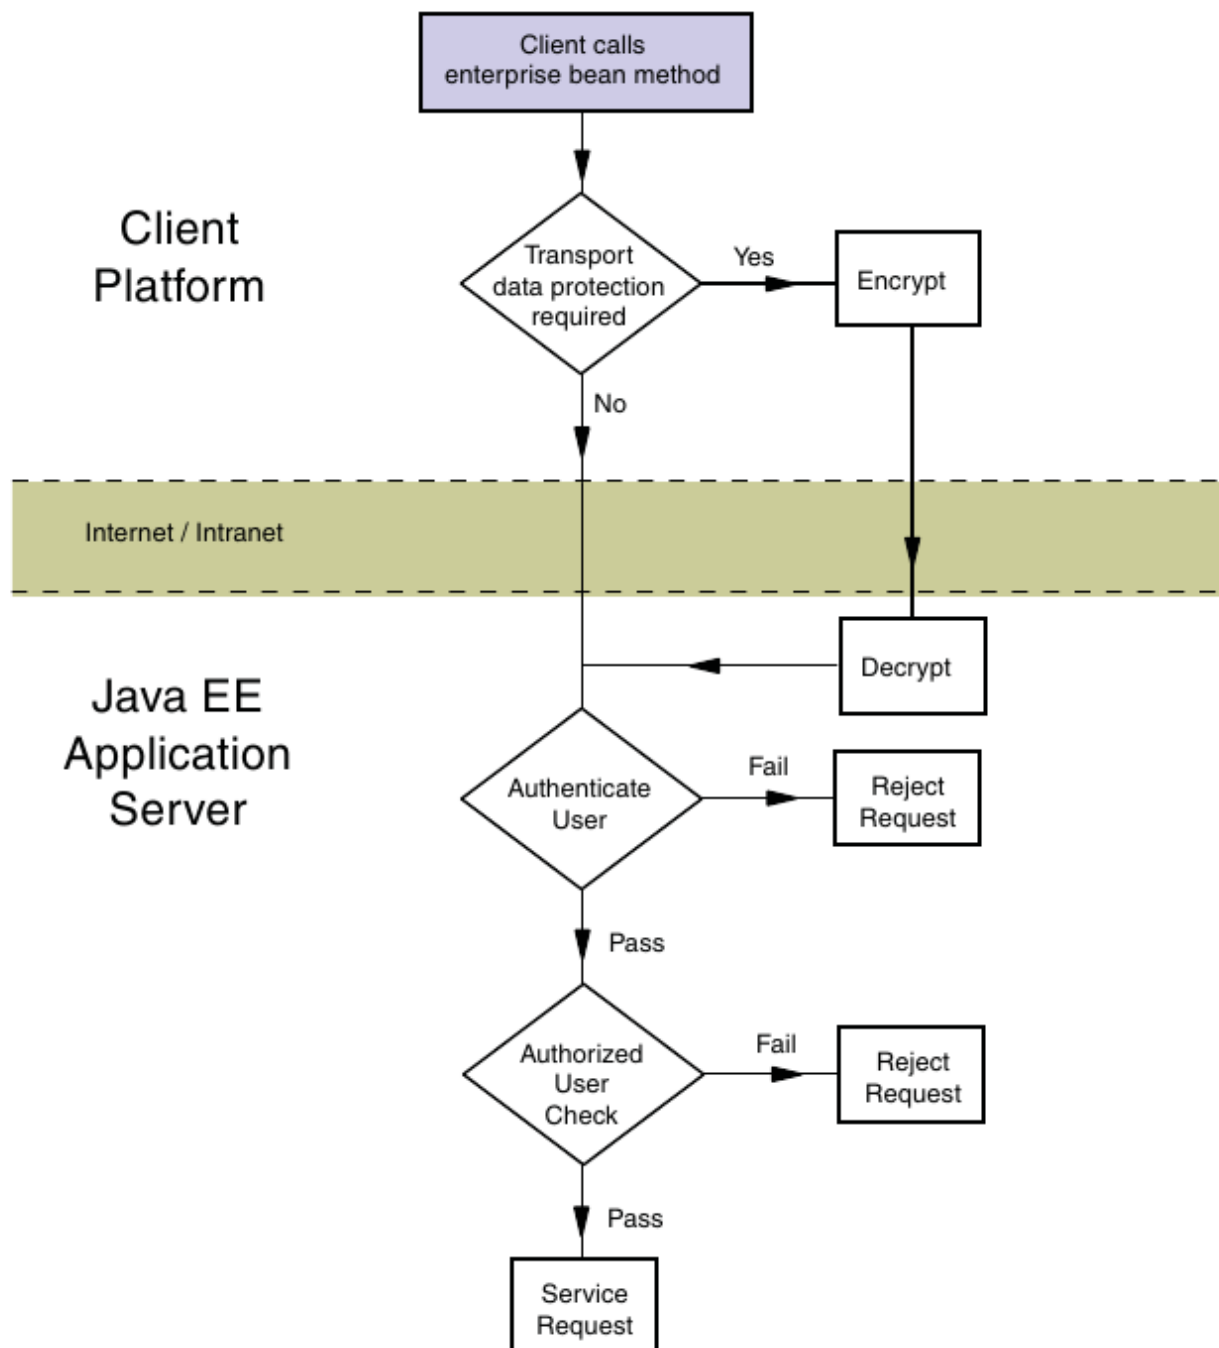 Client calls
enterprise bean method
Client
Platform
Transport
data protection
required
Yes
Encrypt
No
Internet / Intranet
Java EE
Application
Server
Decrypt
Authenticate
User
Fail
Reject
Request
Pass
Authorized
User
Check
Fail
Reject
Request
Pass
Service
Request